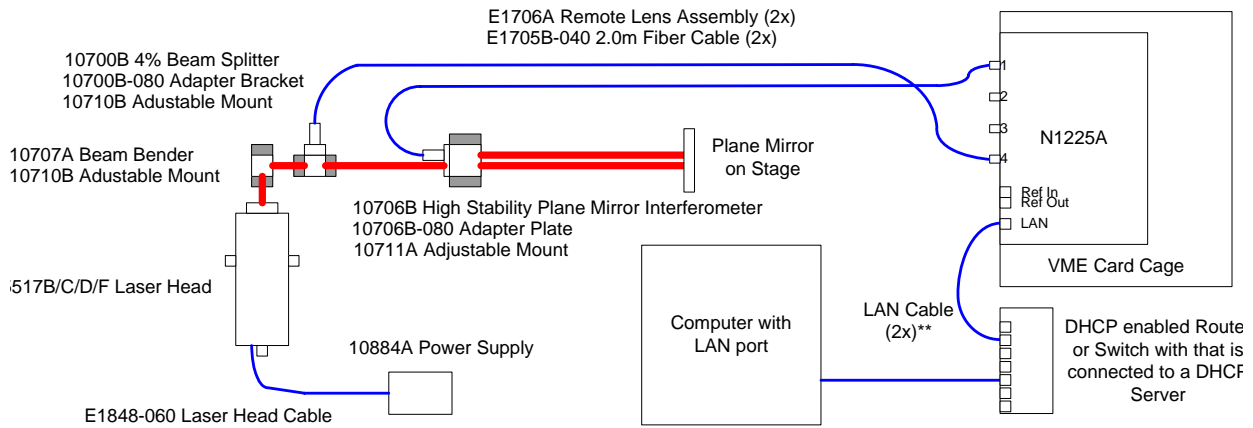 E1706A Remote Lens Assembly (2x)
E1705B-040 2.0m Fiber Cable (2x)
10700B 4% Beam Splitter
10700B-080 Adapter Bracket
10710B Adustable Mount
10707A Beam Bender
10710B Adustable Mount
Plane Mirror
on Stage
1
2
3
4
N1225A
Ref In
Ref Out
LAN
VME Card Cage
10706B High Stability Plane Mirror Interferometer
10706B-080 Adapter Plate
10711A Adjustable Mount
517B/C/D/F Laser Head
Computer with
LAN port
LAN Cable
(2x)**
DHCP enabled Route
or Switch with that is
connected to a DHCP
Server
10884A Power Supply
E1848-060 Laser Head Cable